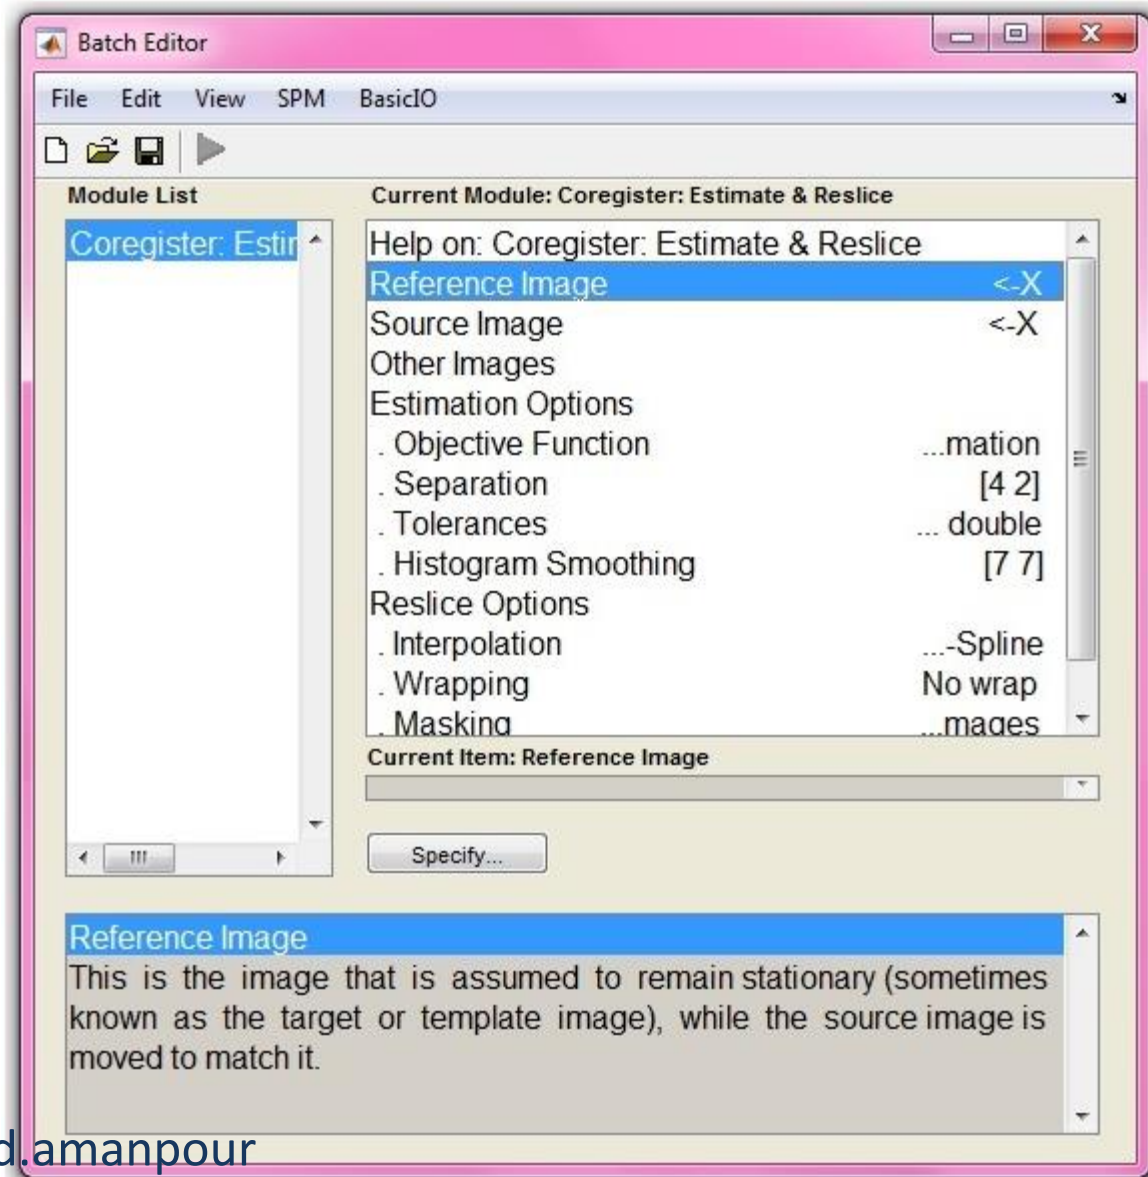 Batch Editor
File Edit View SPM BasicIO
Module List
Current Module: Coregister: Estimate & Reslice
Coregister: Estim
Help on: Coregister: Estimate & Reslice
Reference Image <-X
Source Image <-X
Other Images
Estimation Options
. Objective Function ...mation
. Separation [4 2]
. Tolerances ... double
. Histogram Smoothing [7 7]
Reslice Options
. Interpolation ...-Spline
. Wrapping No wrap
. Masking ...mages
Current Item: Reference Image
Specify...
Reference Image
This is the image that is assumed to remain stationary (sometimes
known as the target or template image), while the source image is
moved to match it.
d.amanpour